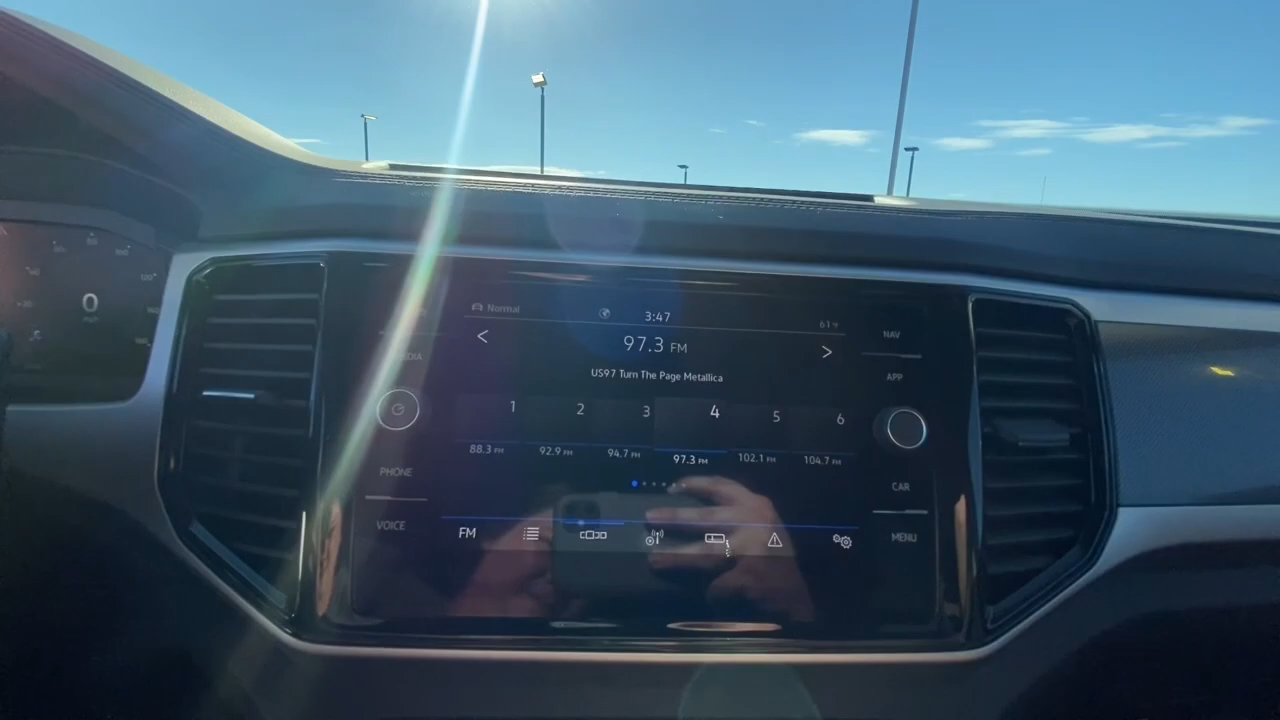 Normal
3:47
61°F
97.3 FM
US97 Turn The Page Metallica
1 2 3 4 5 6
88.3 FM 92.9 FM 94.7 FM 97.3 FM 102.1 FM 104.7 FM
FM
PHONE
VOICE
NAV
APP
CAR
MENU
0
mph